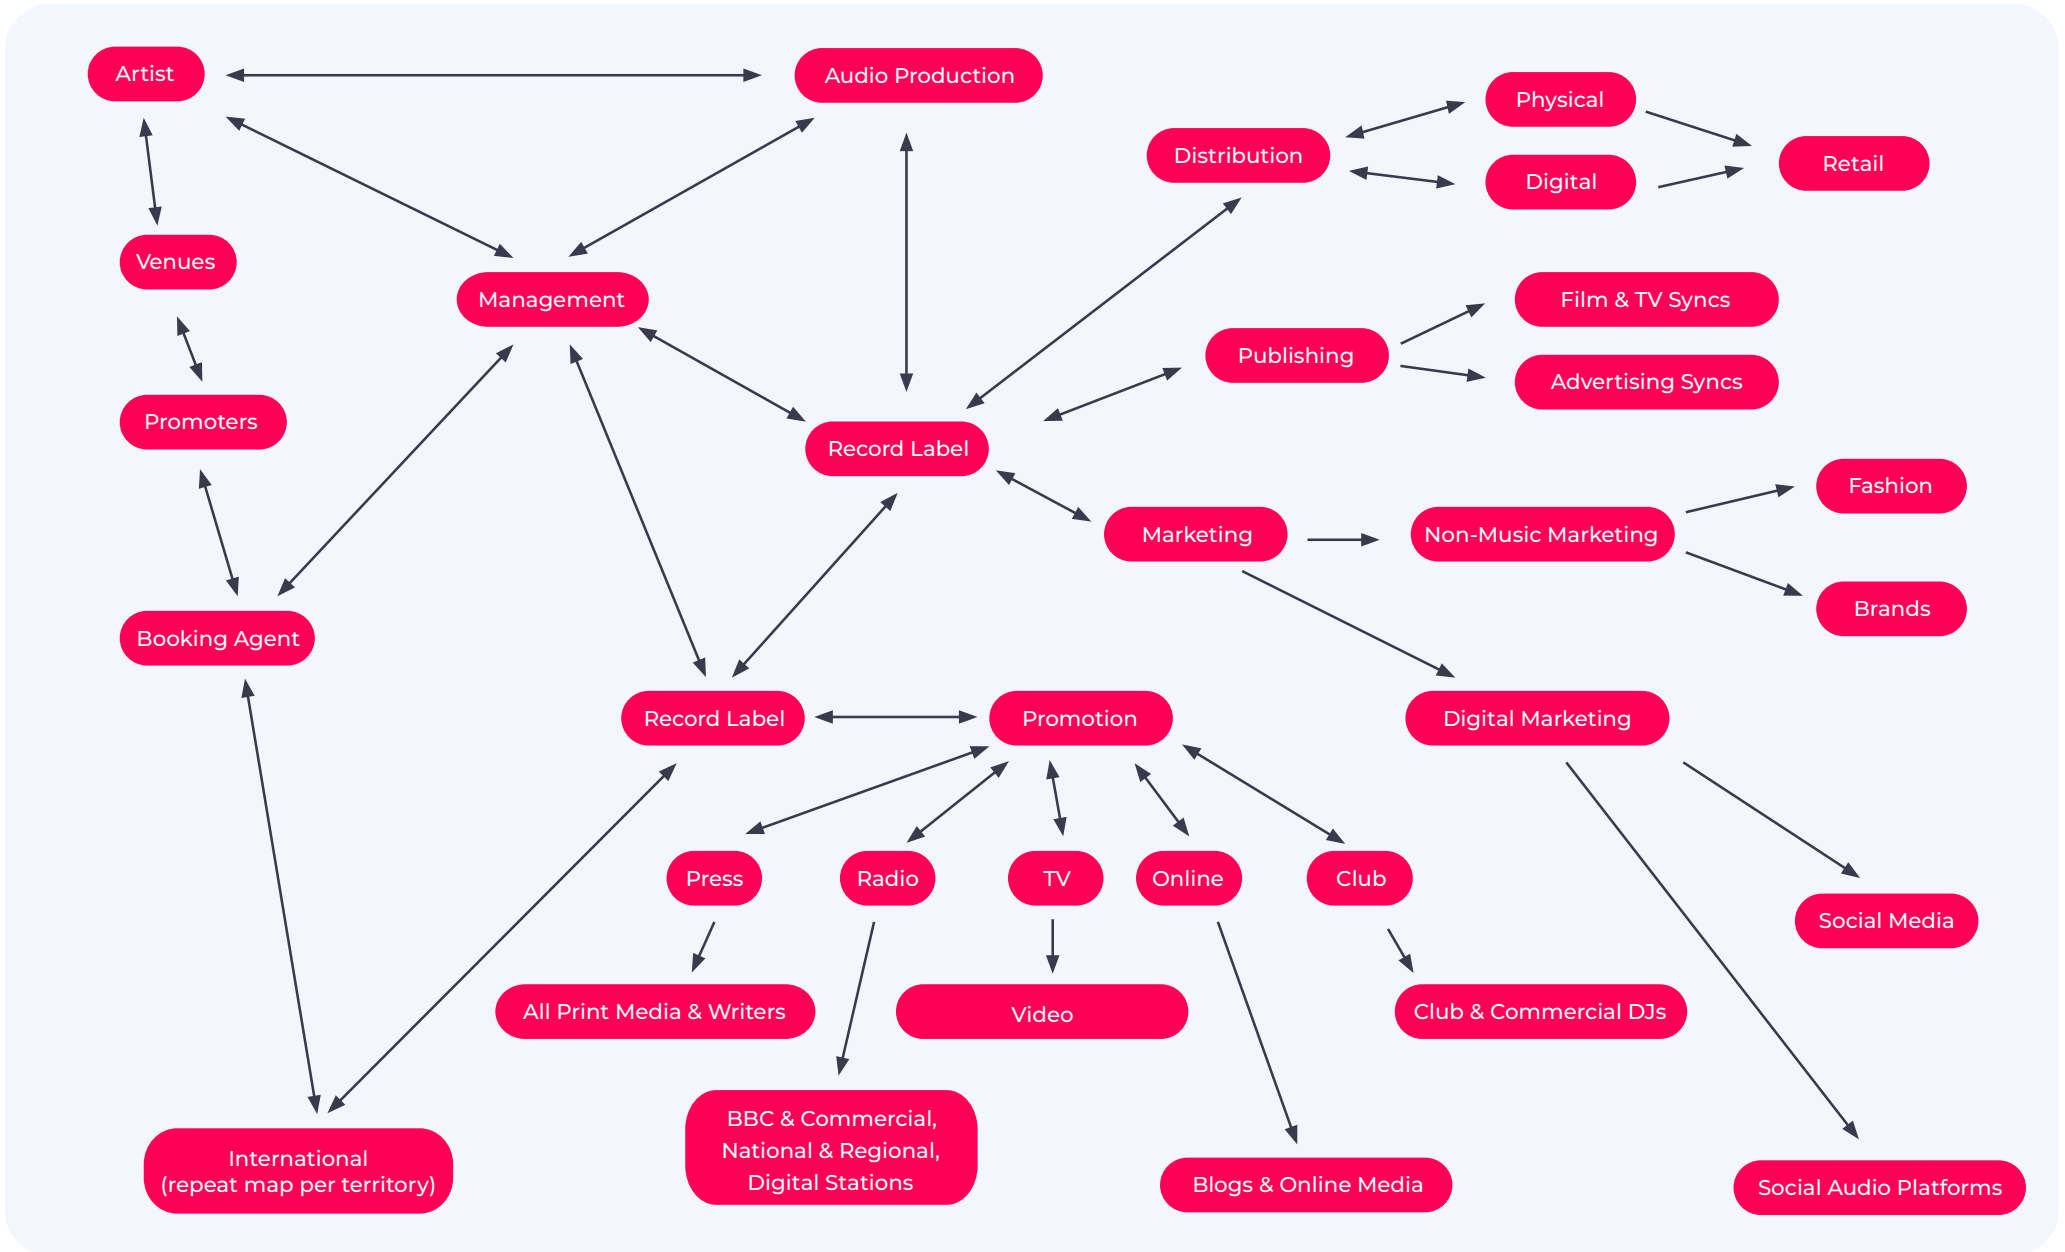 Artist
Audio Production
Physical
Distribution
Retail
Digital
Venues
Management
Film & TV Syncs
Publishing
Advertising Syncs
Promoters
Record Label
Fashion
Marketing
Non-Music Marketing
Brands
Booking Agent
Record Label
Promotion
Digital Marketing
Press
Radio
TV
Online
Club
Social Media
All Print Media & Writers
Video
Club & Commercial DJs
BBC & Commercial,
National & Regional,
Digital Stations
International
(repeat map per territory)
Blogs & Online Media
Social Audio Platforms